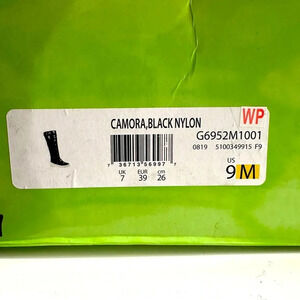 WP
CAMORA,BLACK NYLON
G6952M1001
0819 5100349915 F9
7 36713 56997 7
UK EUR cm
7 39 26
US
9 M